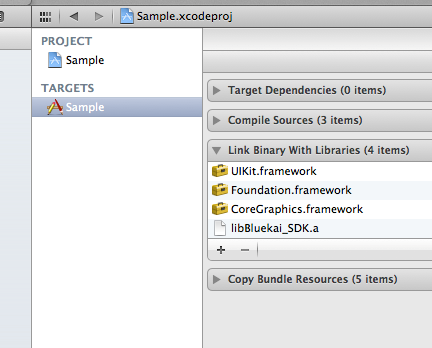 Sample.xcodeproj
PROJECT
Sample
TARGETS
Sample
Target Dependencies (0 items)
Compile Sources (3 items)
Link Binary With Libraries (4 items)
UIKit.framework
Foundation.framework
CoreGraphics.framework
libBluekai_SDK.a
Copy Bundle Resources (5 items)